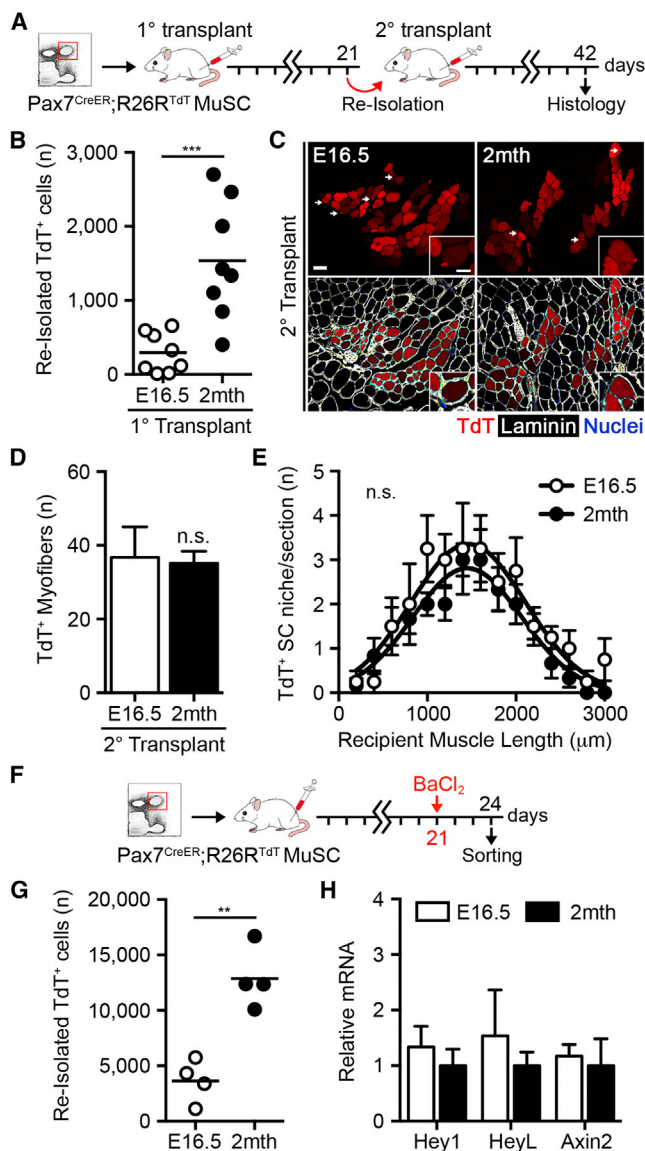 A
1° transplant
2° transplant
21
42 days
Pax7CreER;R26RTdT MuSC
Re-Isolation
Histology
B
Re-Isolated TdT+ cells (n)
3,000
2,000
1,000
0
***
E16.5 2mth
1° Transplant
C
E16.5
2mth
2° Transplant
TdT Laminin Nuclei
D
TdT+ Myofibers (n)
60
40
20
0
n.s.
E16.5 2mth
2° Transplant
E
TdT+ SC niche/section (n)
5
4
3
2
1
0
n.s.
E16.5
2mth
1000 2000 3000
Recipient Muscle Length (μm)
F
BaCl2
24 days
21
Pax7CreER;R26RTdT MuSC
Sorting
G
Re-Isolated TdT+ cells (n)
20,000
15,000
10,000
5,000
0
**
E16.5 2mth
H
Relative mRNA
4
3
2
1
0
E16.5 2mth
Hey1 HeyL Axin2